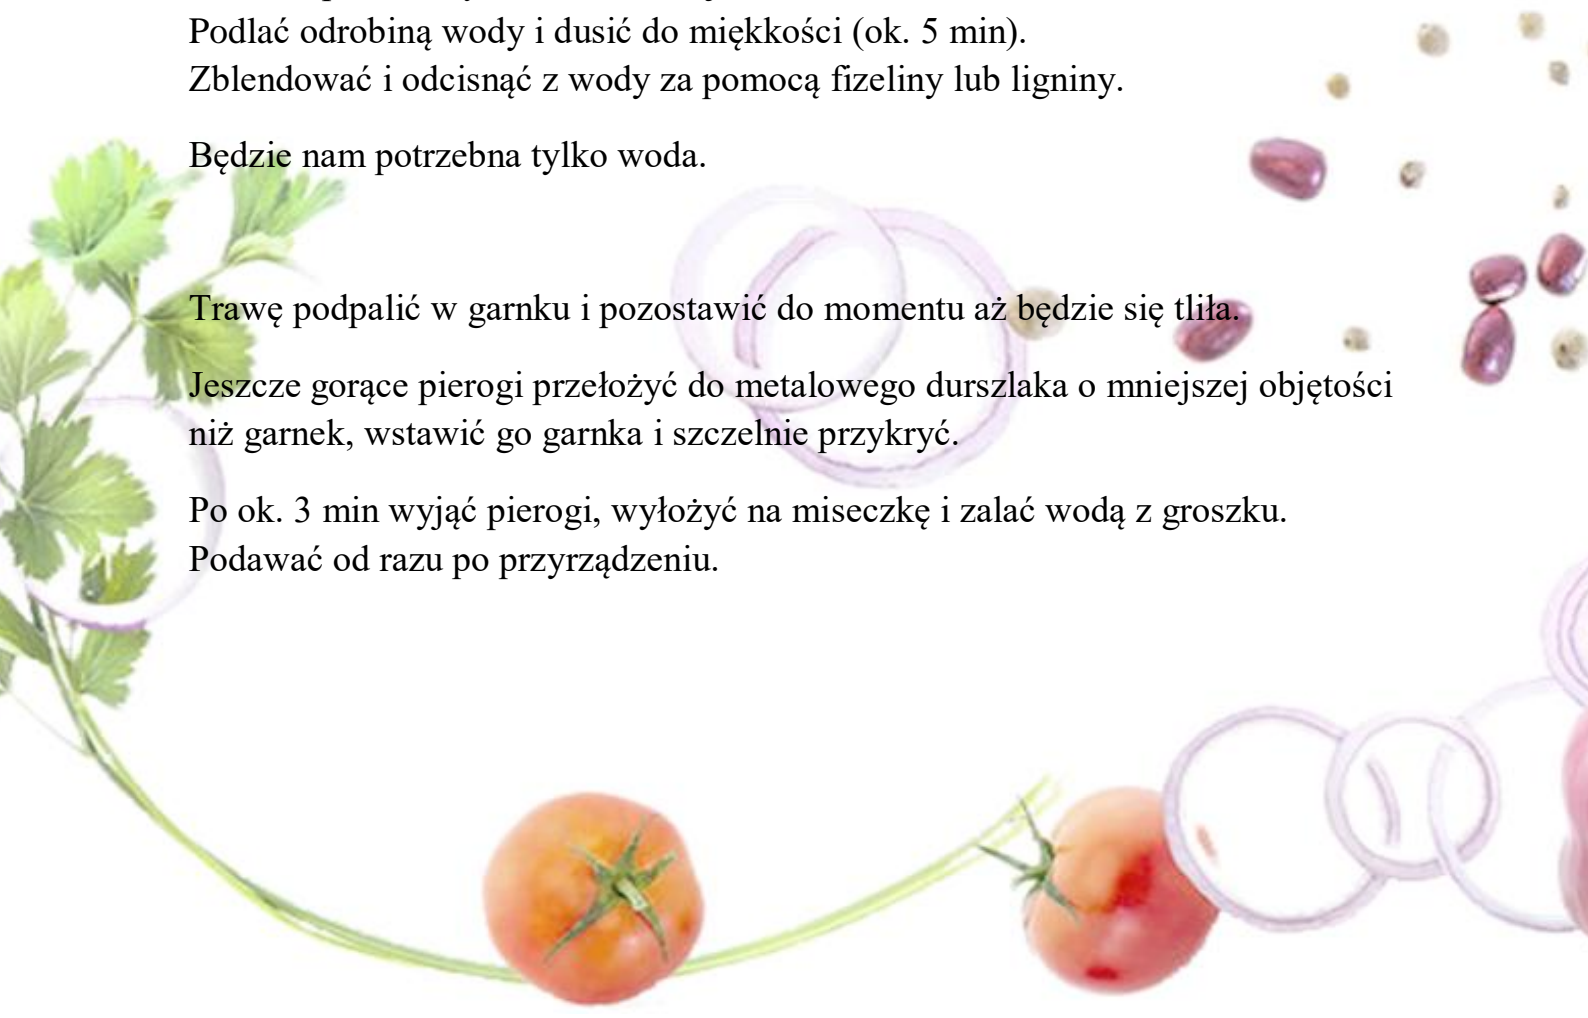 Podlać odrobiną wody i dusić do miękkości (ok. 5 min).
Zblendować i odcisnąć z wody za pomocą fizeliny lub ligniny.
Będzie nam potrzebna tylko woda.
Trawę podpalić w garnku i pozostawić do momentu aż będzie się tliła.
Jeszcze gorące pierogi przełożyć do metalowego durszlaka o mniejszej objętości
niż garnek, wstawić go garnka i szczelnie przykryć.
Po ok. 3 min wyjąć pierogi, wyłożyć na miseczkę i zalać wodą z groszku.
Podawać od razu po przyrządzeniu.